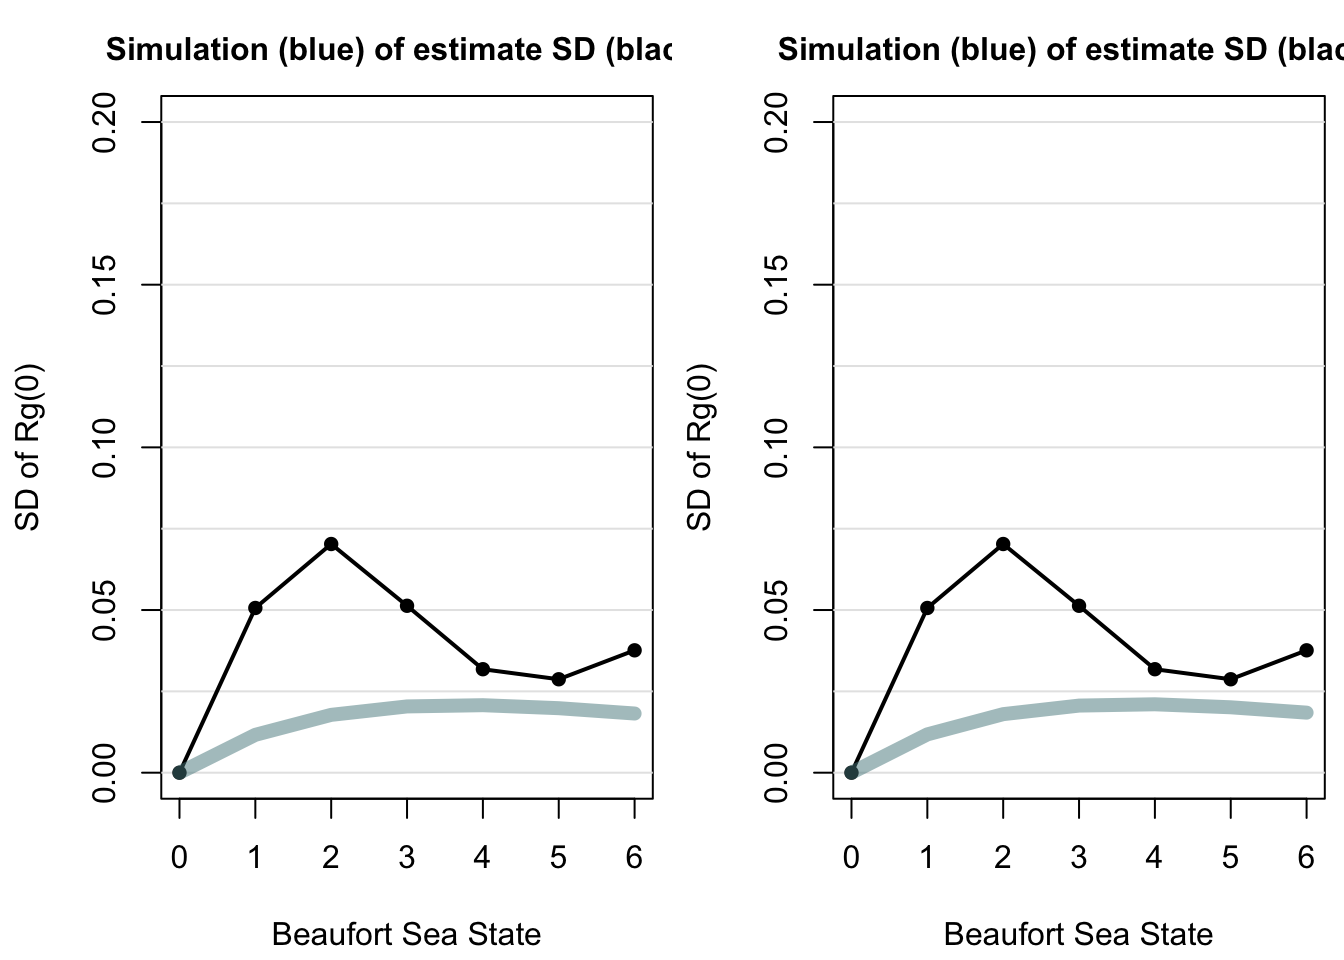 Simulation (blue) of estimate SD (blac
SD of Rg(0)
0.20
0.15
0.10
0.05
0.00
0 1 2 3 4 5 6
Beaufort Sea State
Simulation (blue) of estimate SD (blac
SD of Rg(0)
0.20
0.15
0.10
0.05
0.00
0 1 2 3 4 5 6
Beaufort Sea State